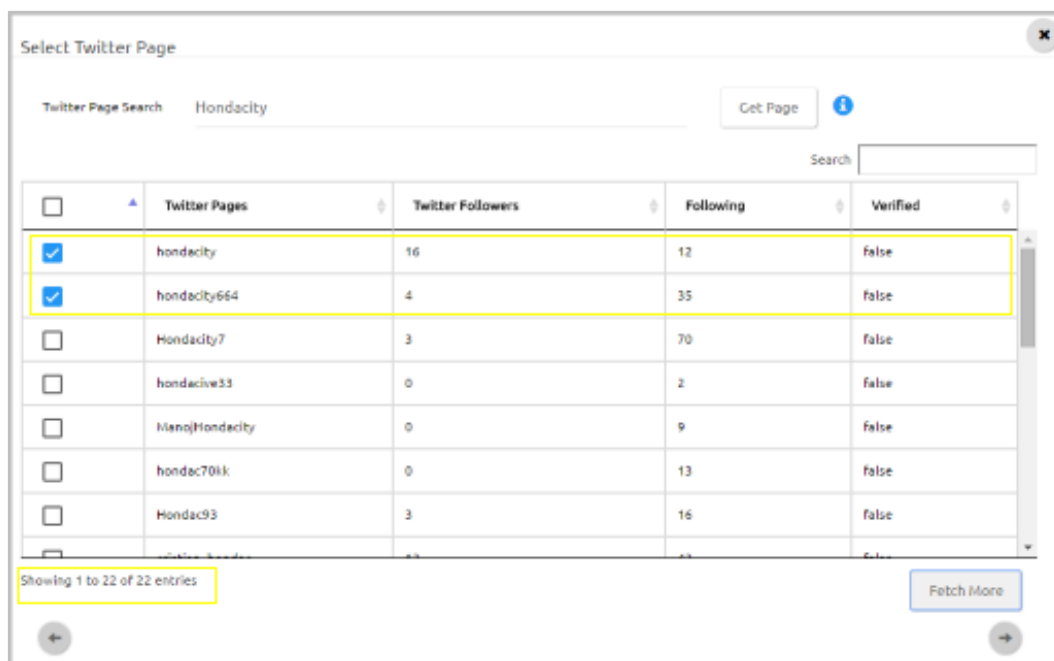 Select Twitter Page
Twitter Page Search Hondacity Get Page
Search
Twitter Pages Twitter Followers Following Verified
hondacity 16 12 false
hondacity664 4 35 false
Hondacity7 3 70 false
hondacive33 0 2 false
ManojHondacity 0 9 false
hondac70kk 0 13 false
Hondac93 3 16 false
Showing 1 to 22 of 22 entries
Fetch More